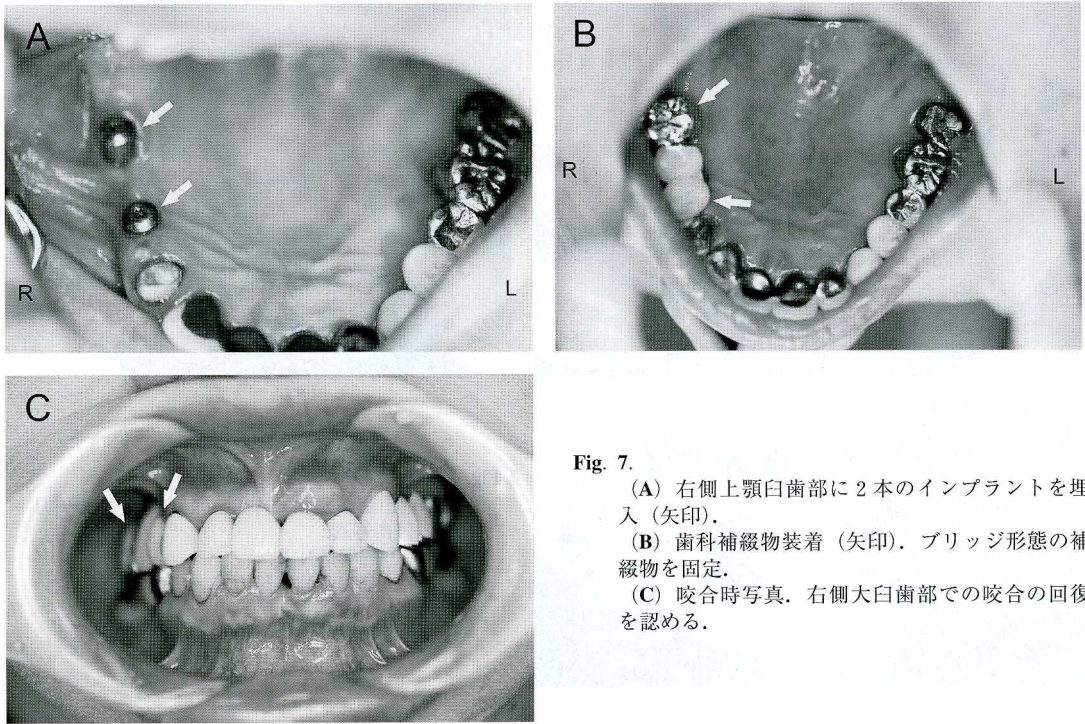 A
R
L
B
R
L
C
Fig. 7.
(A) 右側上顎臼歯部に2本のインプラントを埋
入（矢印）.
(B) 歯科補綴物装着（矢印）. ブリッジ形態の補
綴物を固定.
(C) 咬合時写真. 右側大臼歯部での咬合の回復
を認める.